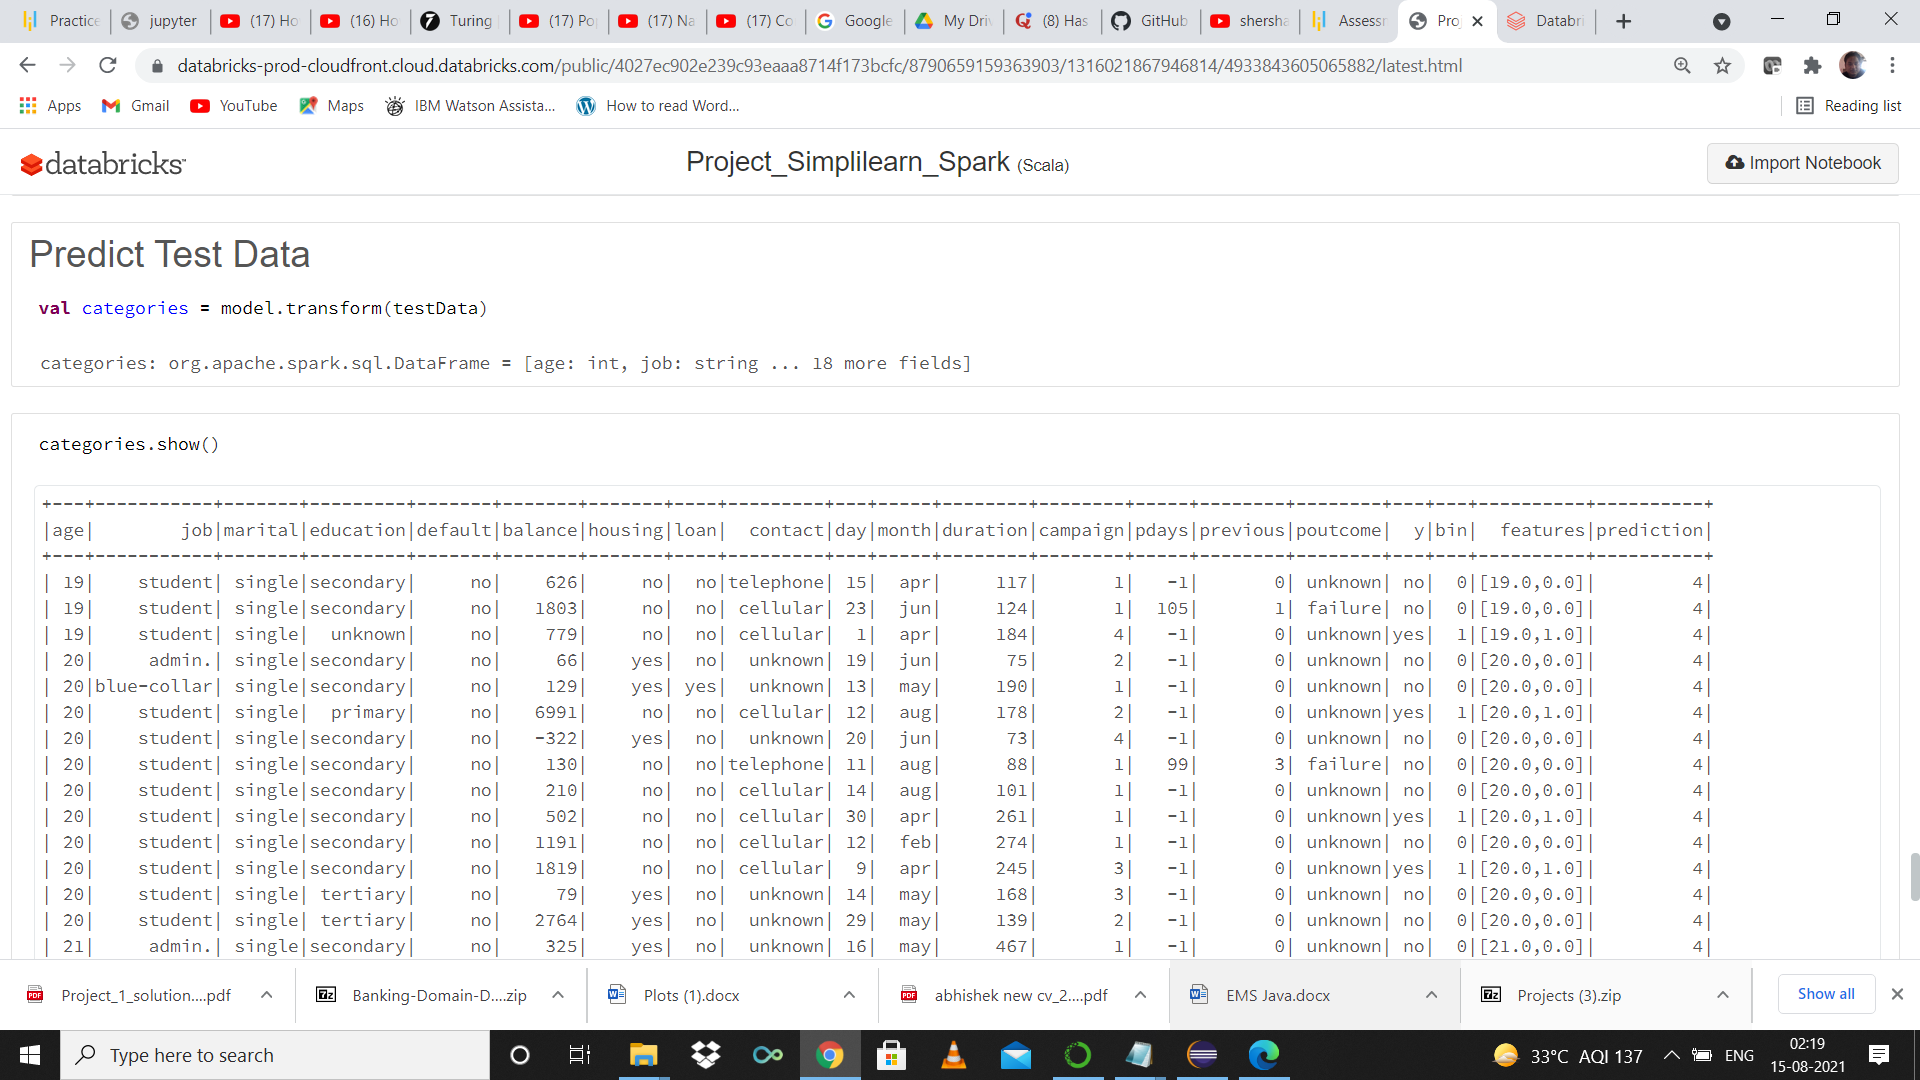 Practice jupyter (17) Ho (16) Ho Turing (17) Po (17) Na (17) Co Google My Dri (8) Has GitHub shersha Assessm Pro Databri
databricks-prod-cloudfront.cloud.databricks.com/public/4027ec902e239c93eaaa8714f173bcfc/8790659159363903/1316021867946814/4933843605065882/latest.html
Apps Gmail YouTube Maps IBM Watson Assista... How to read Word... Reading list
databricks Project_Simplilearn_Spark (Scala) Import Notebook
Predict Test Data
val categories = model.transform(testData)
categories: org.apache.spark.sql.DataFrame = [age: int, job: string ... 18 more fields]
categories.show()
+---+-----------+-------+---------+-------+-------+-------+----+---------+---+-----+--------+--------+-----+--------+--------+---+---+----------+----------+
|age| job|marital|education|default|balance|housing|loan| contact|day|month|duration|campaign|pdays|previous|poutcome| y|bin| features|prediction|
+---+-----------+-------+---------+-------+-------+-------+----+---------+---+-----+--------+--------+-----+--------+--------+---+---+----------+----------+
| 19| student| single|secondary| no| 626| no| no|telephone| 15| apr| 117| 1| -1| 0| unknown| no| 0|[19.0,0.0]| 4|
| 19| student| single|secondary| no| 1803| no| no| cellular| 23| jun| 124| 1| 105| 1| failure| no| 0|[19.0,0.0]| 4|
| 19| student| single| unknown| no| 779| no| no| cellular| 1| apr| 184| 4| -1| 0| unknown|yes| 1|[19.0,1.0]| 4|
| 20| admin.| single|secondary| no| 66| yes| no| unknown| 19| jun| 75| 2| -1| 0| unknown| no| 0|[20.0,0.0]| 4|
| 20|blue-collar| single|secondary| no| 129| yes| yes| unknown| 13| may| 190| 1| -1| 0| unknown| no| 0|[20.0,0.0]| 4|
| 20| student| single| primary| no| 6991| no| no| cellular| 12| aug| 178| 2| -1| 0| unknown|yes| 1|[20.0,1.0]| 4|
| 20| student| single|secondary| no| -322| yes| no| unknown| 20| jun| 73| 4| -1| 0| unknown| no| 0|[20.0,0.0]| 4|
| 20| student| single|secondary| no| 130| no| no|telephone| 11| aug| 88| 1| 99| 3| failure| no| 0|[20.0,0.0]| 4|
| 20| student| single|secondary| no| 210| no| no| cellular| 14| aug| 101| 1| -1| 0| unknown| no| 0|[20.0,0.0]| 4|
| 20| student| single|secondary| no| 502| no| no| cellular| 30| apr| 261| 1| -1| 0| unknown|yes| 1|[20.0,1.0]| 4|
| 20| student| single|secondary| no| 1191| no| no| cellular| 12| feb| 274| 1| -1| 0| unknown| no| 0|[20.0,0.0]| 4|
| 20| student| single|secondary| no| 1819| no| no| cellular| 9| apr| 245| 3| -1| 0| unknown|yes| 1|[20.0,1.0]| 4|
| 20| student| single| tertiary| no| 79| yes| no| unknown| 14| may| 168| 3| -1| 0| unknown| no| 0|[20.0,0.0]| 4|
| 20| student| single| tertiary| no| 2764| yes| no| unknown| 29| may| 139| 2| -1| 0| unknown| no| 0|[20.0,0.0]| 4|
| 21| admin.| single|secondary| no| 325| yes| no| unknown| 16| may| 467| 1| -1| 0| unknown| no| 0|[21.0,0.0]| 4|
Project_1_solution....pdf Banking-Domain-D....zip Plots (1).docx abhishek new cv_2....pdf EMS Java.docx Projects (3).zip Show all
Type here to search 33°C AQI 137 ENG 02:19
15-08-2021